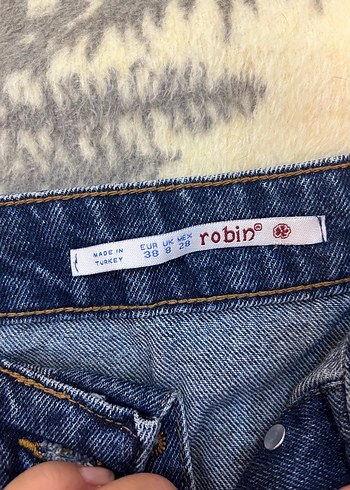 MADE IN
TURKEY
EUR UK MEX
38 8 28
robin®